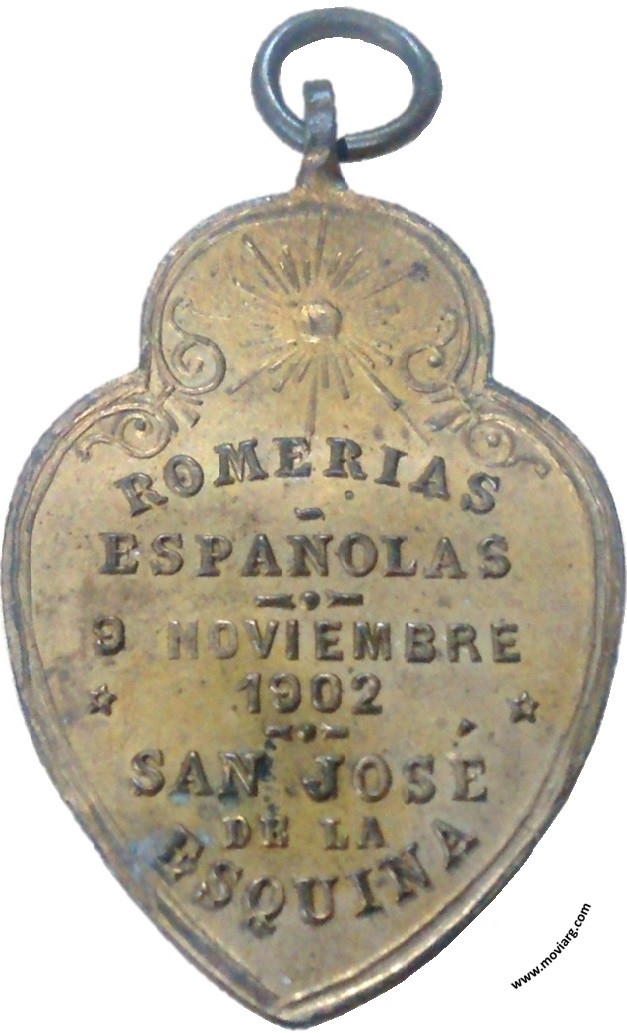 ROMERIAS
ESPAÑOLAS
9 NOVIEMBRE
1902
SAN JOSÉ
DE LA
ESQUINA
www.moviarg.com